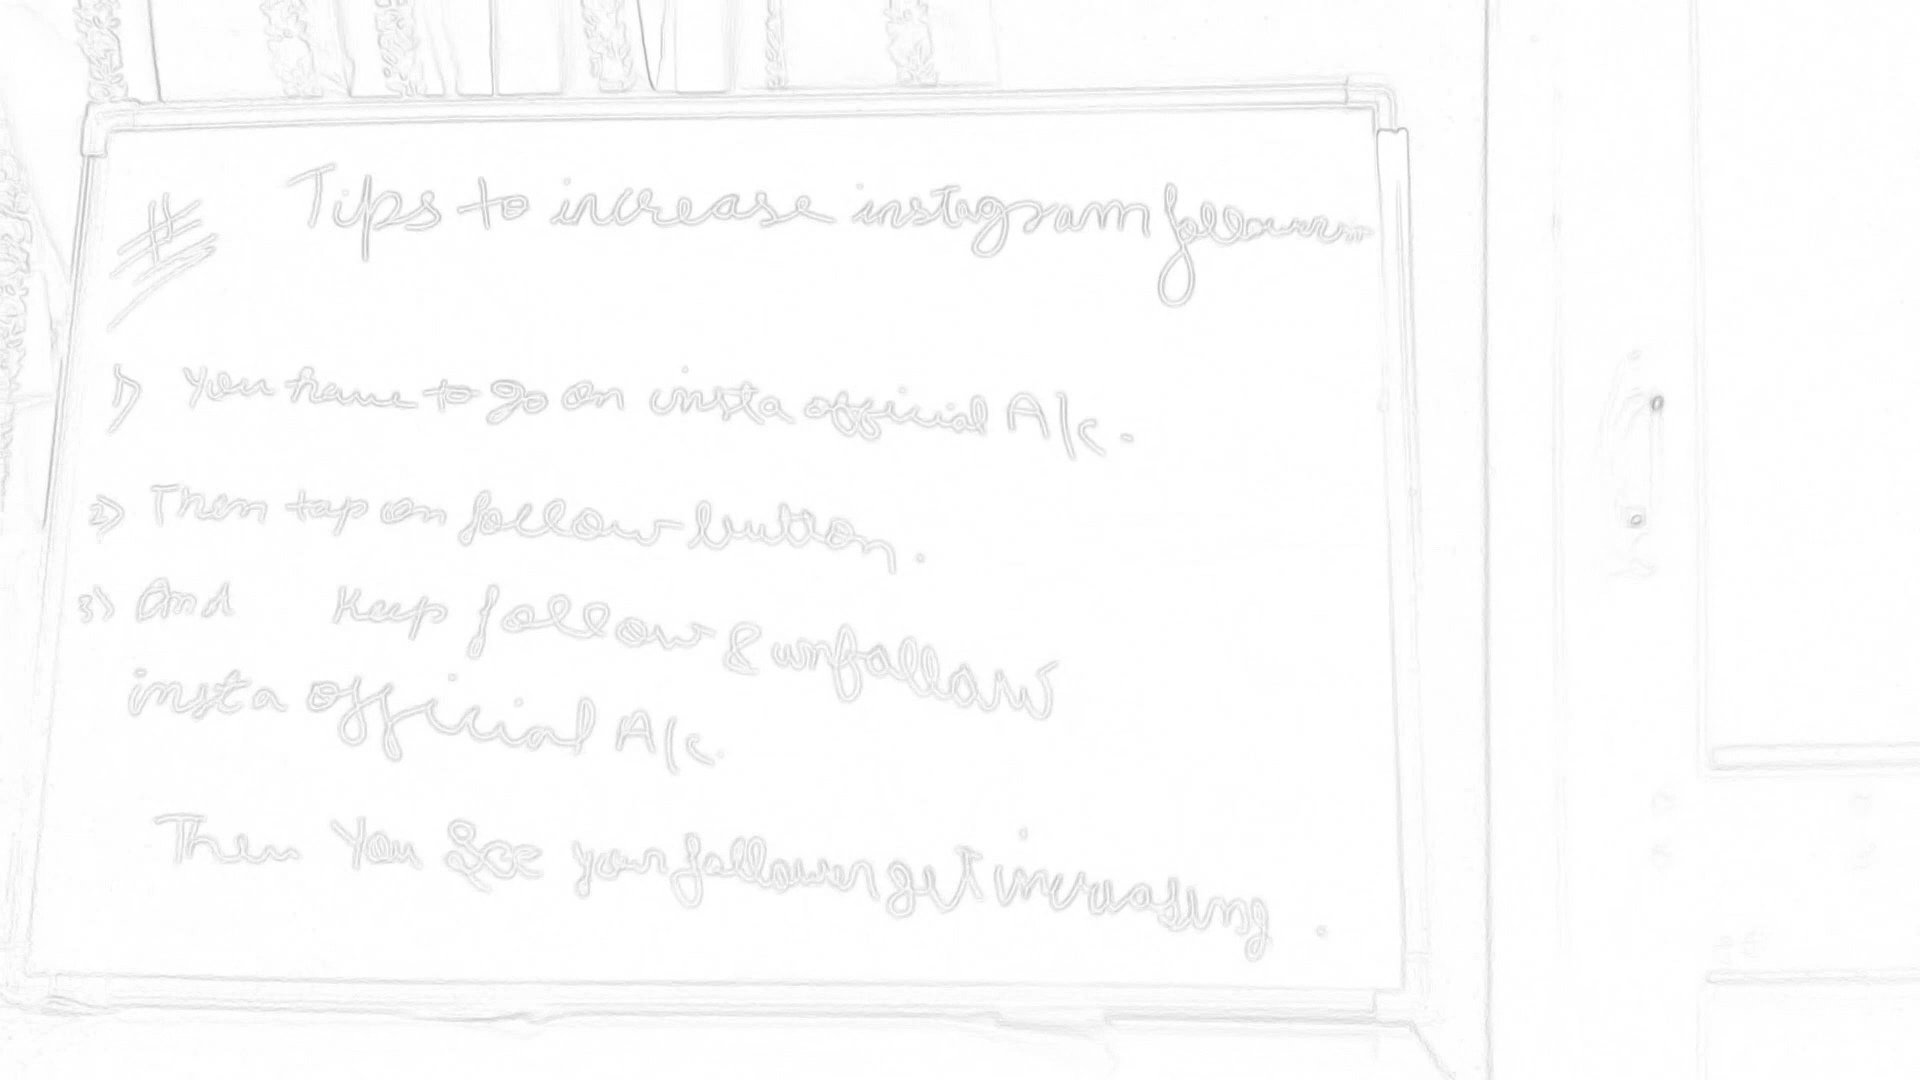 # Tips to increase instagram followers
1) You have to go on insta official A/c.
2) Then tap on follow button.
3) And Keep follow & unfollow
insta official A/c.
Then You See your follower get increasing .